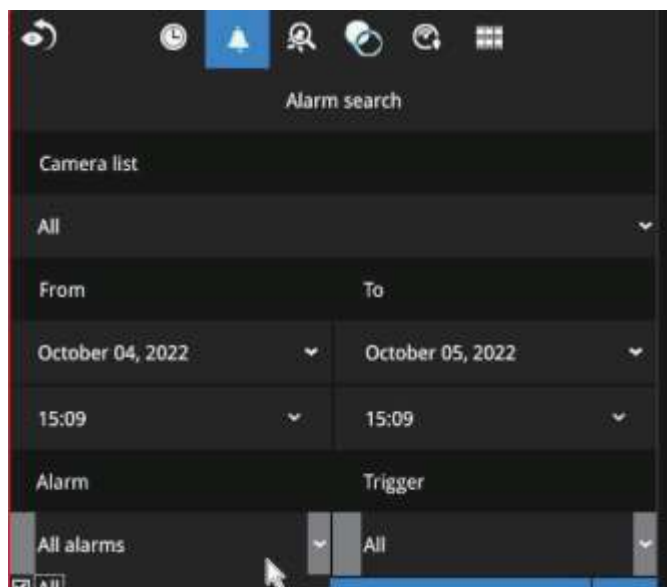 Alarm search
Camera list
All
From To
October 04, 2022 October 05, 2022
15:09 15:09
Alarm Trigger
All alarms All
All